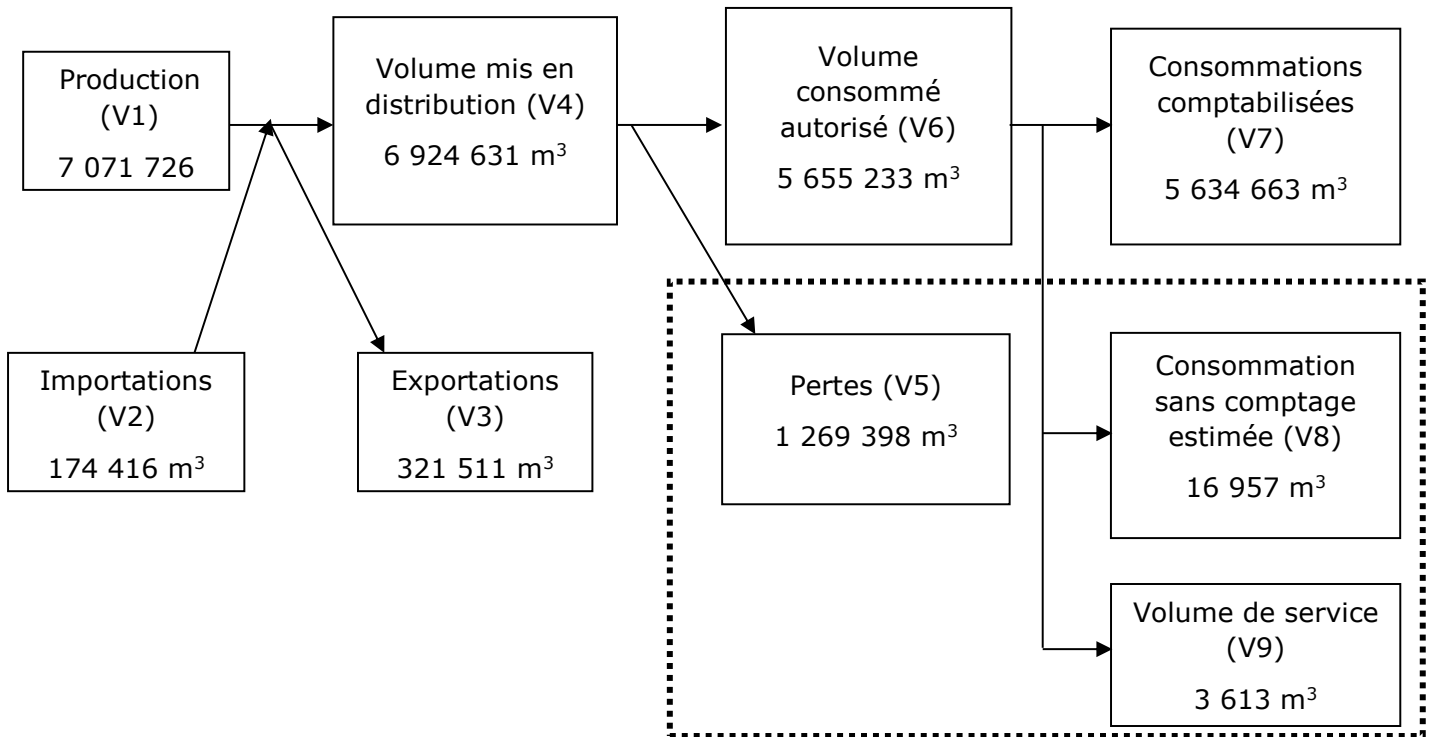 Production
(V1)
7 071 726
Volume mis en
distribution (V4)
6 924 631 m³
Volume
consommé
autorisé (V6)
5 655 233 m³
Consommations
comptabilisées
(V7)
5 634 663 m³
Importations
(V2)
174 416 m³
Exportations
(V3)
321 511 m³
Pertes (V5)
1 269 398 m³
Consommation
sans comptage
estimée (V8)
16 957 m³
Volume de service
(V9)
3 613 m³